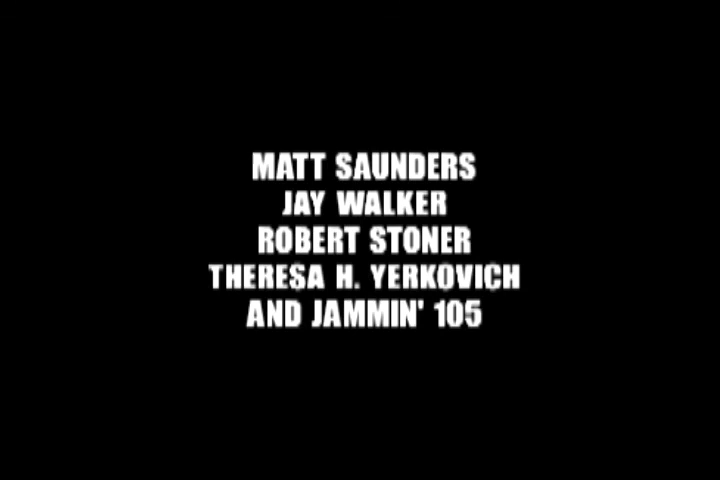 MATT SAUNDERS
JAY WALKER
ROBERT STONER
THERESA H. YERKOVICH
AND JAMMIN' 105